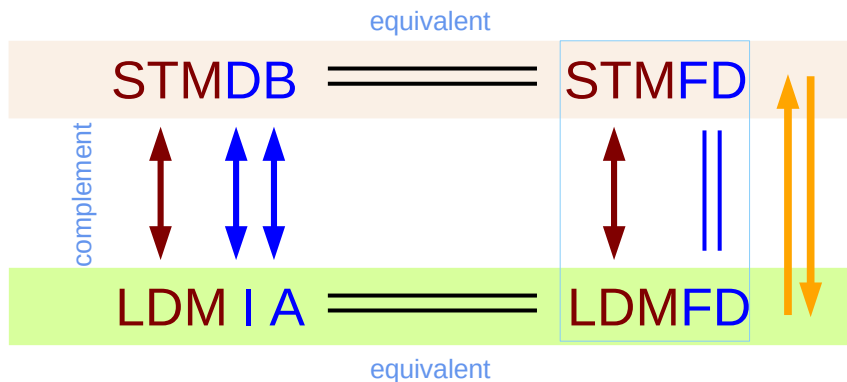 equivalent
STMDB STMFD
complement
LDM I A LDMFD
equivalent